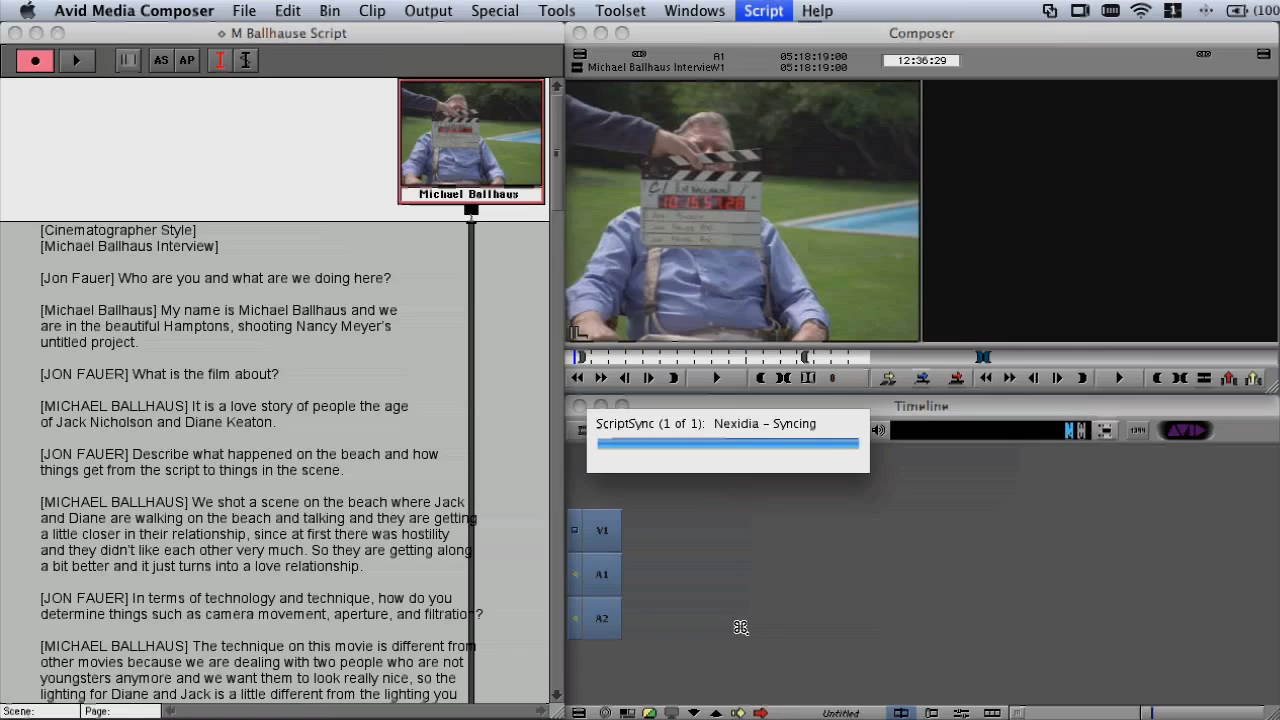 Avid Media Composer File Edit Bin Clip Output Special Tools Toolset Windows Script Help 1 (100
M Ballhause Script
AS AP
Michael Ballhaus
[Cinematographer Style]
[Michael Ballhaus Interview]
[Jon Fauer] Who are you and what are we doing here?
[Michael Ballhaus] My name is Michael Ballhaus and we
are in the beautiful Hamptons, shooting Nancy Meyer's
untitled project.
[JON FAUER] What is the film about?
[MICHAEL BALLHAUS] It is a love story of people the age
of Jack Nicholson and Diane Keaton.
[JON FAUER] Describe what happened on the beach and how
things get from the script to things in the scene.
[MICHAEL BALLHAUS] We shot a scene on the beach where Jack
and Diane are walking on the beach and talking and they are getting
a little closer in their relationship, since at first there was hostility
and they didn't like each other very much. So they are getting along
a bit better and it just turns into a love relationship.
[JON FAUER] In terms of technology and technique, how do you
determine things such as camera movement, aperture, and filtration?
[MICHAEL BALLHAUS] The technique on this movie is different from
other movies because we are dealing with two people who are not
youngsters anymore and we want them to look really nice, so the
lighting for Diane and Jack is a little different from the lighting you
Scene: Page:
Composer
A1 05:18:19:00
Michael Ballhaus Interview V1 05:18:19:00
12:36:29
M BALLHAUS
Timeline
ScriptSync (1 of 1): Nexidia – Syncing
1394 AVID
V1
A1
A2
Untitled